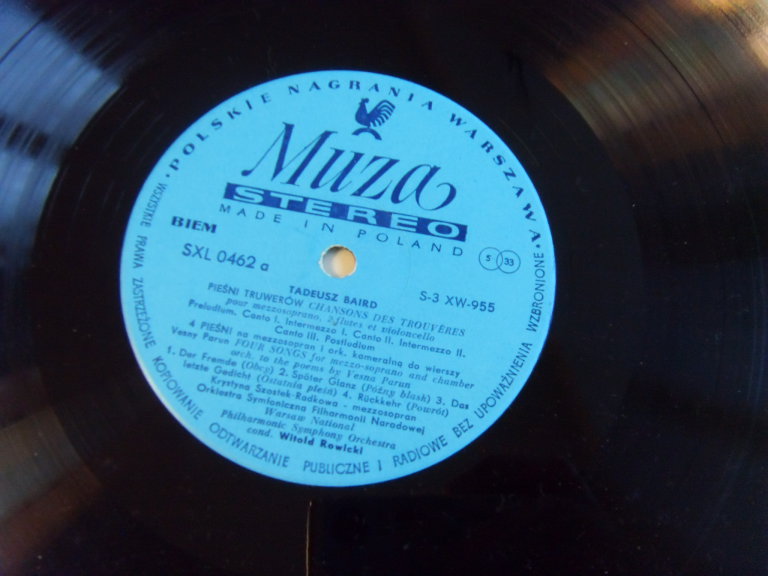 • POLSKIE NAGRANIA WARSZAWA •
Muza
STEREO
MADE IN POLAND
BIEM
S 33
SXL 0462 a
S-3 XW-955
TADEUSZ BAIRD
PIEŚNI TRUWERÓW CHANSONS DES TROUVÈRES
pour mezzosoprano, 2 flutes et violoncello
Preludium. Canto I. Intermezzo I. Canto II. Intermezzo II.
Canto III. Postludium
4 PIEŚNI na mezzosopran i ork. kameralną do wierszy
Vesny Parun FOUR SONGS for mezzo-soprano and chamber
orch. to the poems by Vesna Parun
1. Der Fremde (Obcy) 2. Später Glanz (Późny blask) 3. Das
letzte Gedicht (Ostatnia pieśń) 4. Rückkehr (Powrót)
Krystyna Szostek-Radkowa - mezzosopran
Orkiestra Symfoniczna Filharmonii Narodowej
Warsaw National
Philharmonic Symphony Orchestra
cond. Witold Rowicki
WSZYSTKIE PRAWA ZASTRZEŻONE KOPIOWANIE ODTWARZANIE PUBLICZNE I RADIOWE BEZ UPOWAŻNIENIA WZBRONIONE